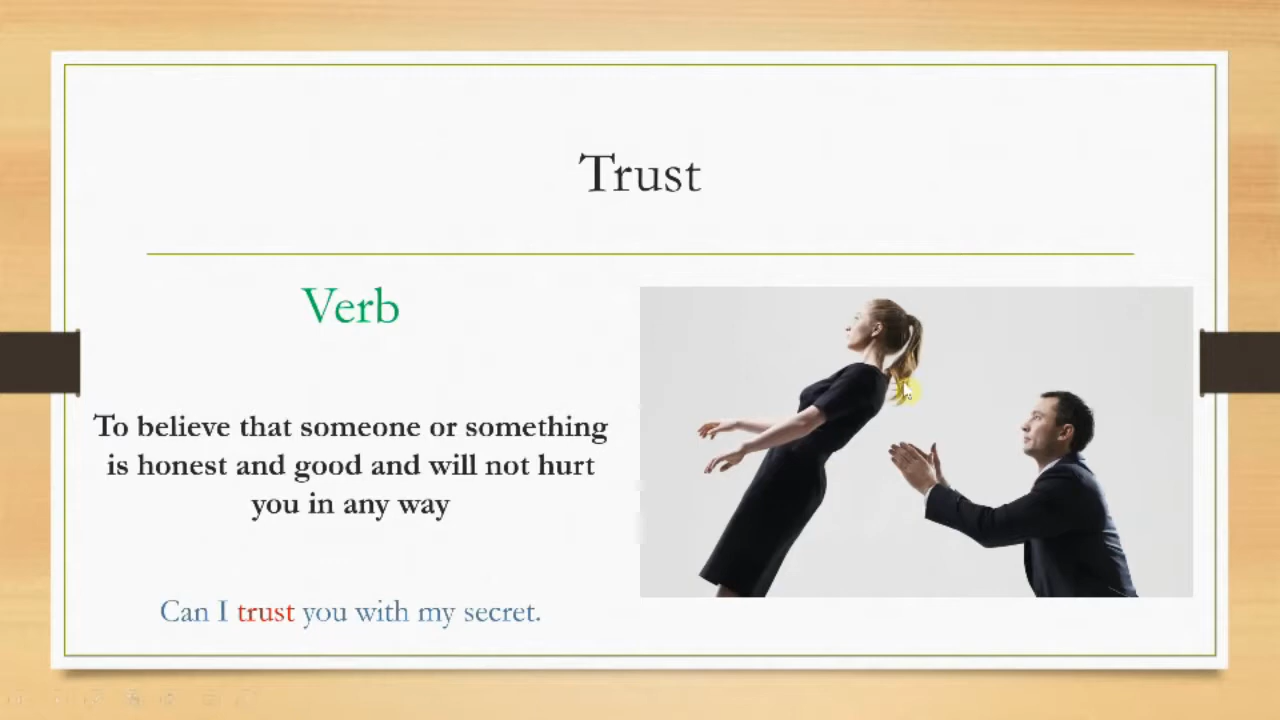 Trust
Verb
To believe that someone or something
is honest and good and will not hurt
you in any way
Can I trust you with my secret.